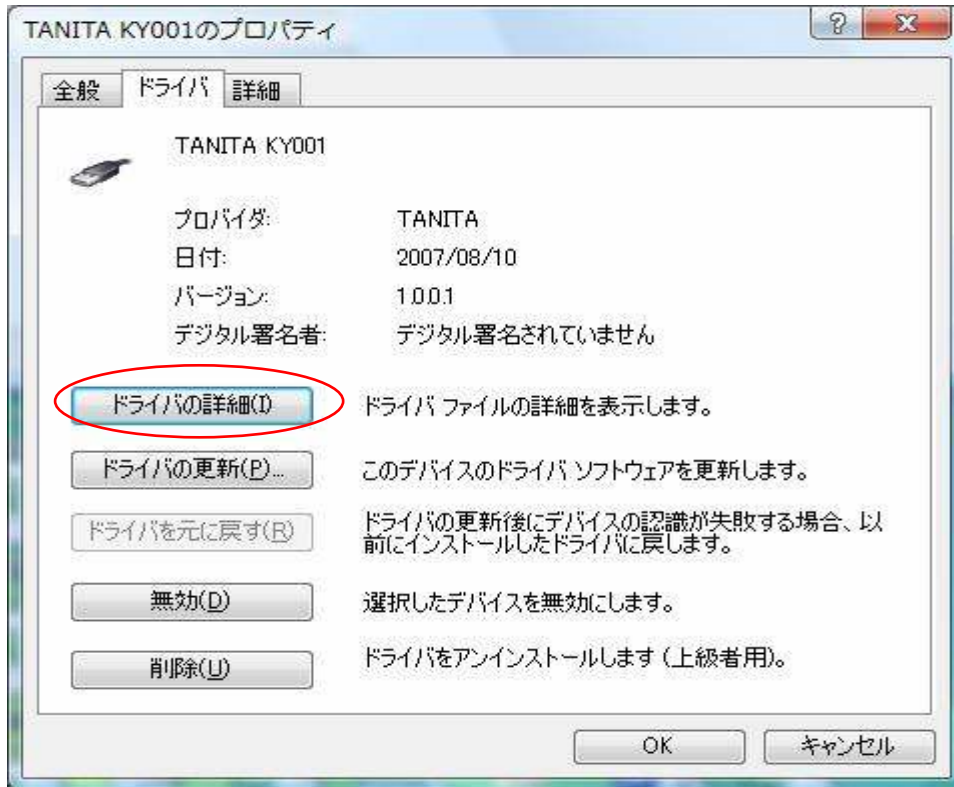 TANITA KY001のプロパティ
全般 ドライバ 詳細
TANITA KY001
プロバイダ: TANITA
日付: 2007/08/10
バージョン: 1.0.0.1
デジタル署名者: デジタル署名されていません
ドライバの詳細(I) ドライバ ファイルの詳細を表示します。
ドライバの更新(P)... このデバイスのドライバ ソフトウェアを更新します。
ドライバを元に戻す(R) ドライバの更新後にデバイスの認識が失敗する場合、以
前にインストールしたドライバに戻します。
無効(D) 選択したデバイスを無効にします。
削除(U) ドライバをアンインストールします (上級者用)。
OK キャンセル